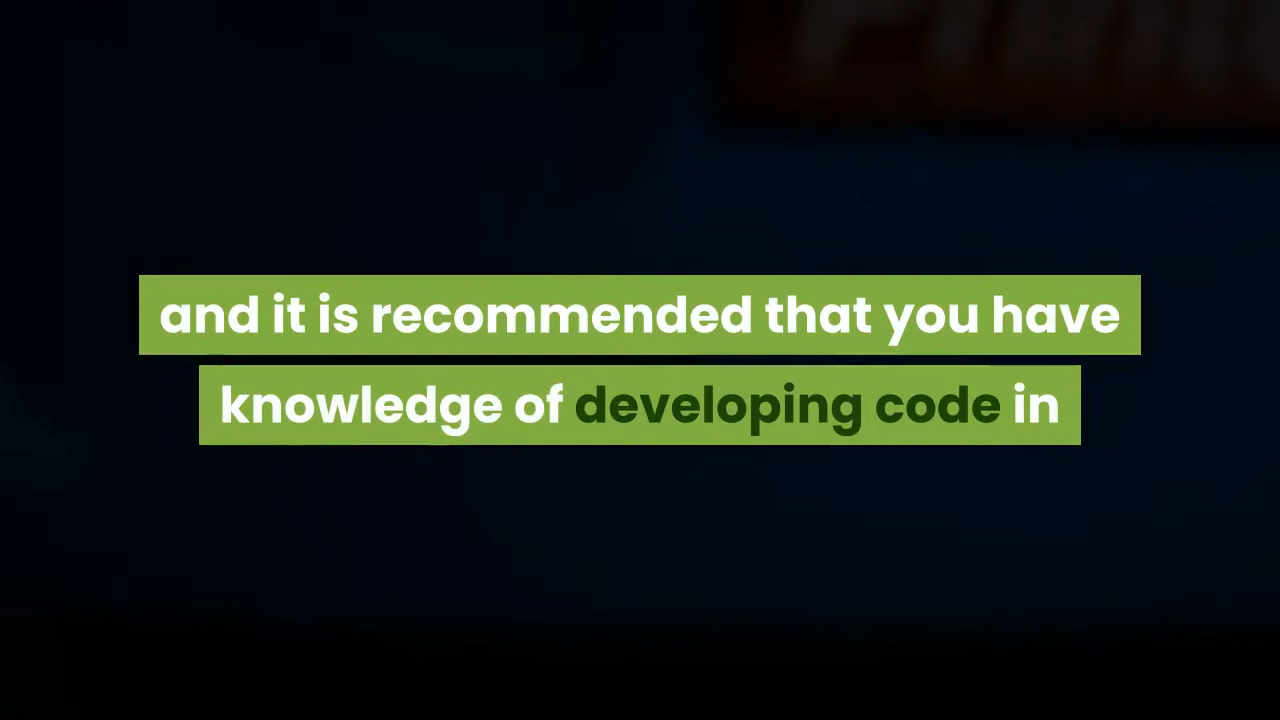 and it is recommended that you have
knowledge of developing code in